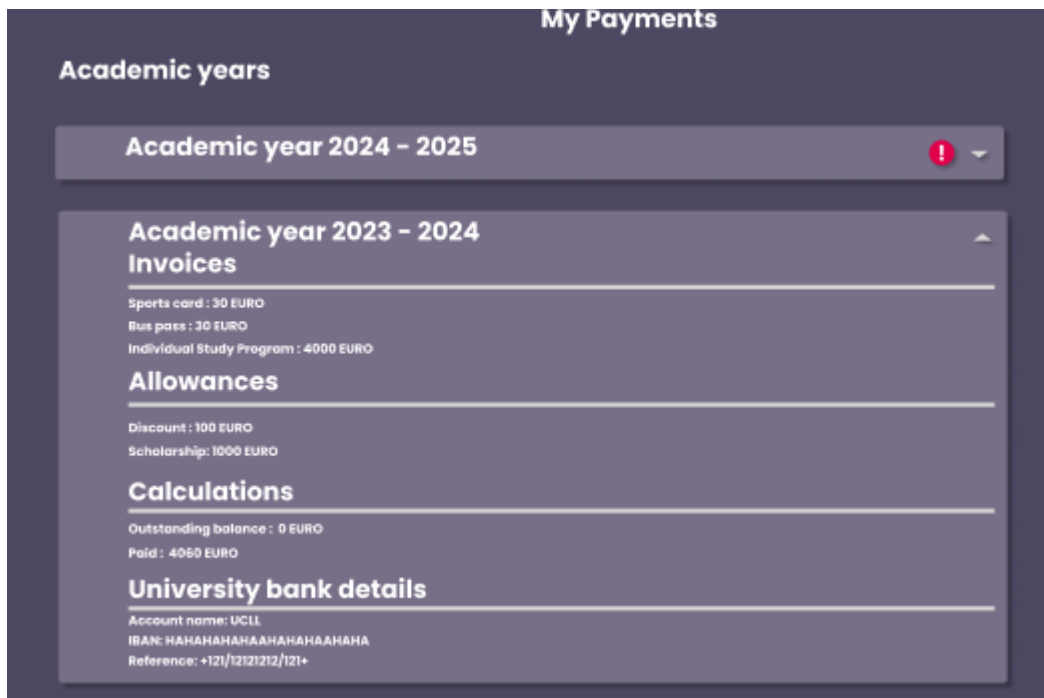 My Payments
Academic years
Academic year 2024 - 2025
!
Academic year 2023 - 2024
Invoices
Sports card : 30 EURO
Bus pass : 30 EURO
Individual Study Program : 4000 EURO
Allowances
Discount : 100 EURO
Scholarship: 1000 EURO
Calculations
Outstanding balance : 0 EURO
Paid : 4060 EURO
University bank details
Account name: UCLL
IBAN: HAHAHAHAHAAHAHAHAAHAHA
Reference: +121/12121212/121+